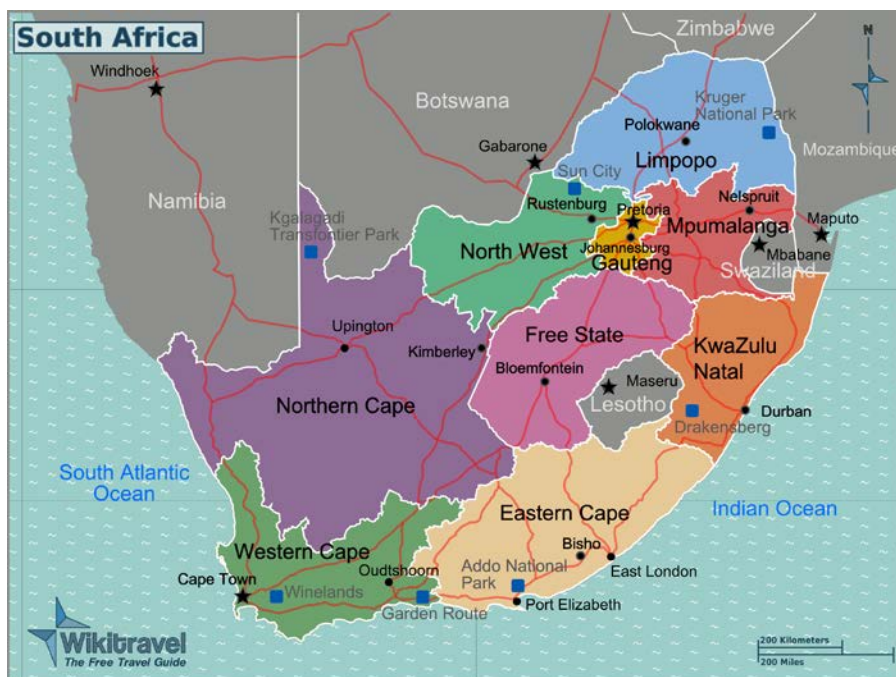 South Africa
Zimbabwe
N
Windhoek
Botswana
Kruger
National Park
Polokwane
Gabarone
Limpopo
Mozambique
Sun City
Namibia
Rustenburg
Pretoria
Nelspruit
Mpumalanga
Kgalagadi
Transfontier Park
North West
Johannesburg
Maputo
Mbabane
Gauteng
Swaziland
Upington
Kimberley
Free State
KwaZulu
Natal
Bloemfontein
Maseru
Northern Cape
Lesotho
Durban
Drakensberg
South Atlantic
Ocean
Indian Ocean
Eastern Cape
Western Cape
Bisho
Cape Town
Oudtshoorn
Addo National
Park
East London
Winelands
Garden Route
Port Elizabeth
Wikitravel
The Free Travel Guide
200 Kilometers
200 Miles